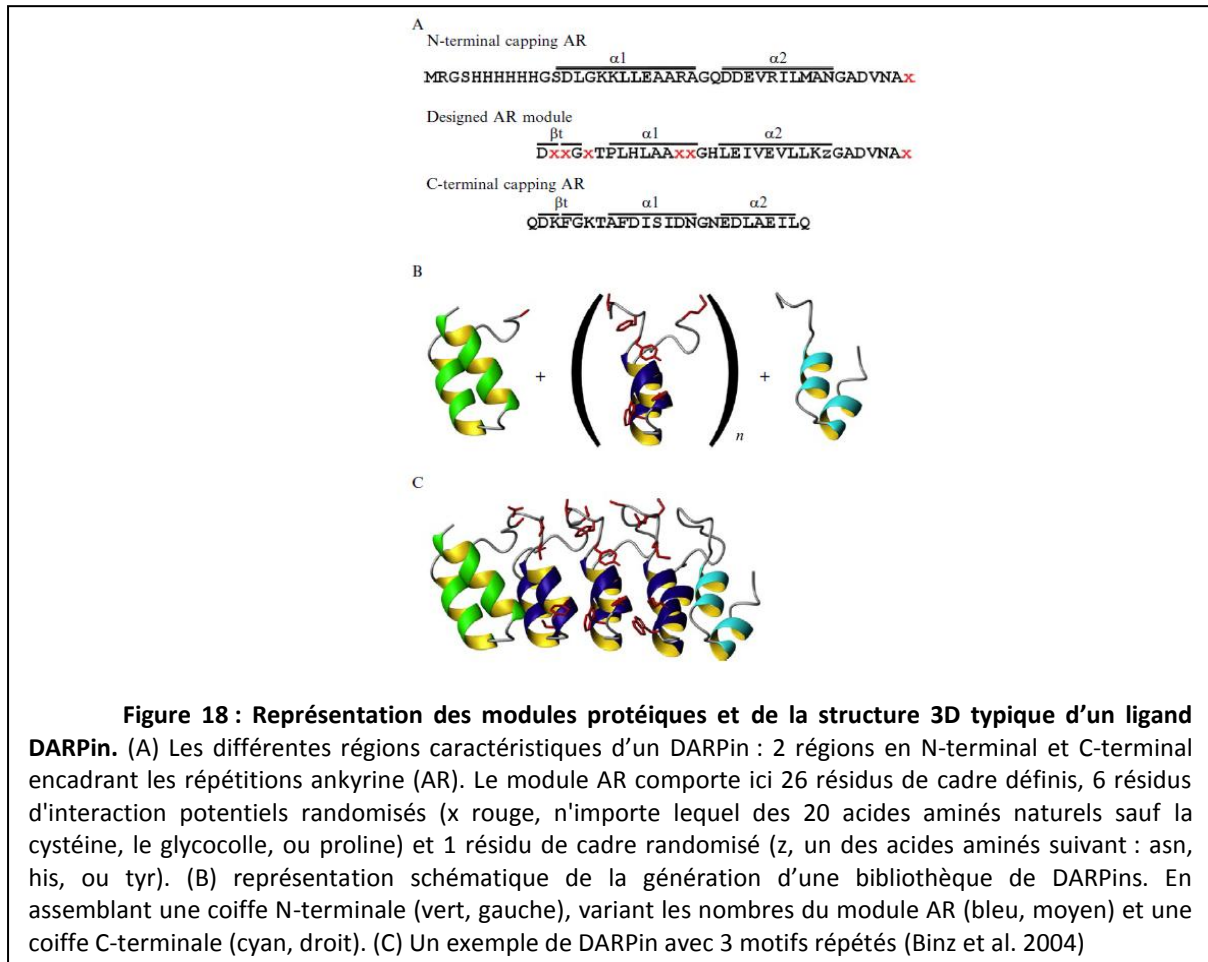 A
N-terminal capping AR
α1 α2
MRGSHHHHHHGSDLGKKLLEAARAGQDDEVRILMANGADVNAx
Designed AR module
βt α1 α2
DxxGxTPLHLAAxxGHLEIVEVLLKzGADVNAx
C-terminal capping AR
βt α1 α2
QDKFGKTAFDISIDNGNEDLAEILQ
B
+ +
n
C
Figure 18 : Représentation des modules protéiques et de la structure 3D typique d’un ligand
DARPin. (A) Les différentes régions caractéristiques d’un DARPin : 2 régions en N-terminal et C-terminal
encadrant les répétitions ankyrine (AR). Le module AR comporte ici 26 résidus de cadre définis, 6 résidus
d'interaction potentiels randomisés (x rouge, n'importe lequel des 20 acides aminés naturels sauf la
cystéine, le glycocolle, ou proline) et 1 résidu de cadre randomisé (z, un des acides aminés suivant : asn,
his, ou tyr). (B) représentation schématique de la génération d’une bibliothèque de DARPins. En
assemblant une coiffe N-terminale (vert, gauche), variant les nombres du module AR (bleu, moyen) et une
coiffe C-terminale (cyan, droit). (C) Un exemple de DARPin avec 3 motifs répétés (Binz et al. 2004)